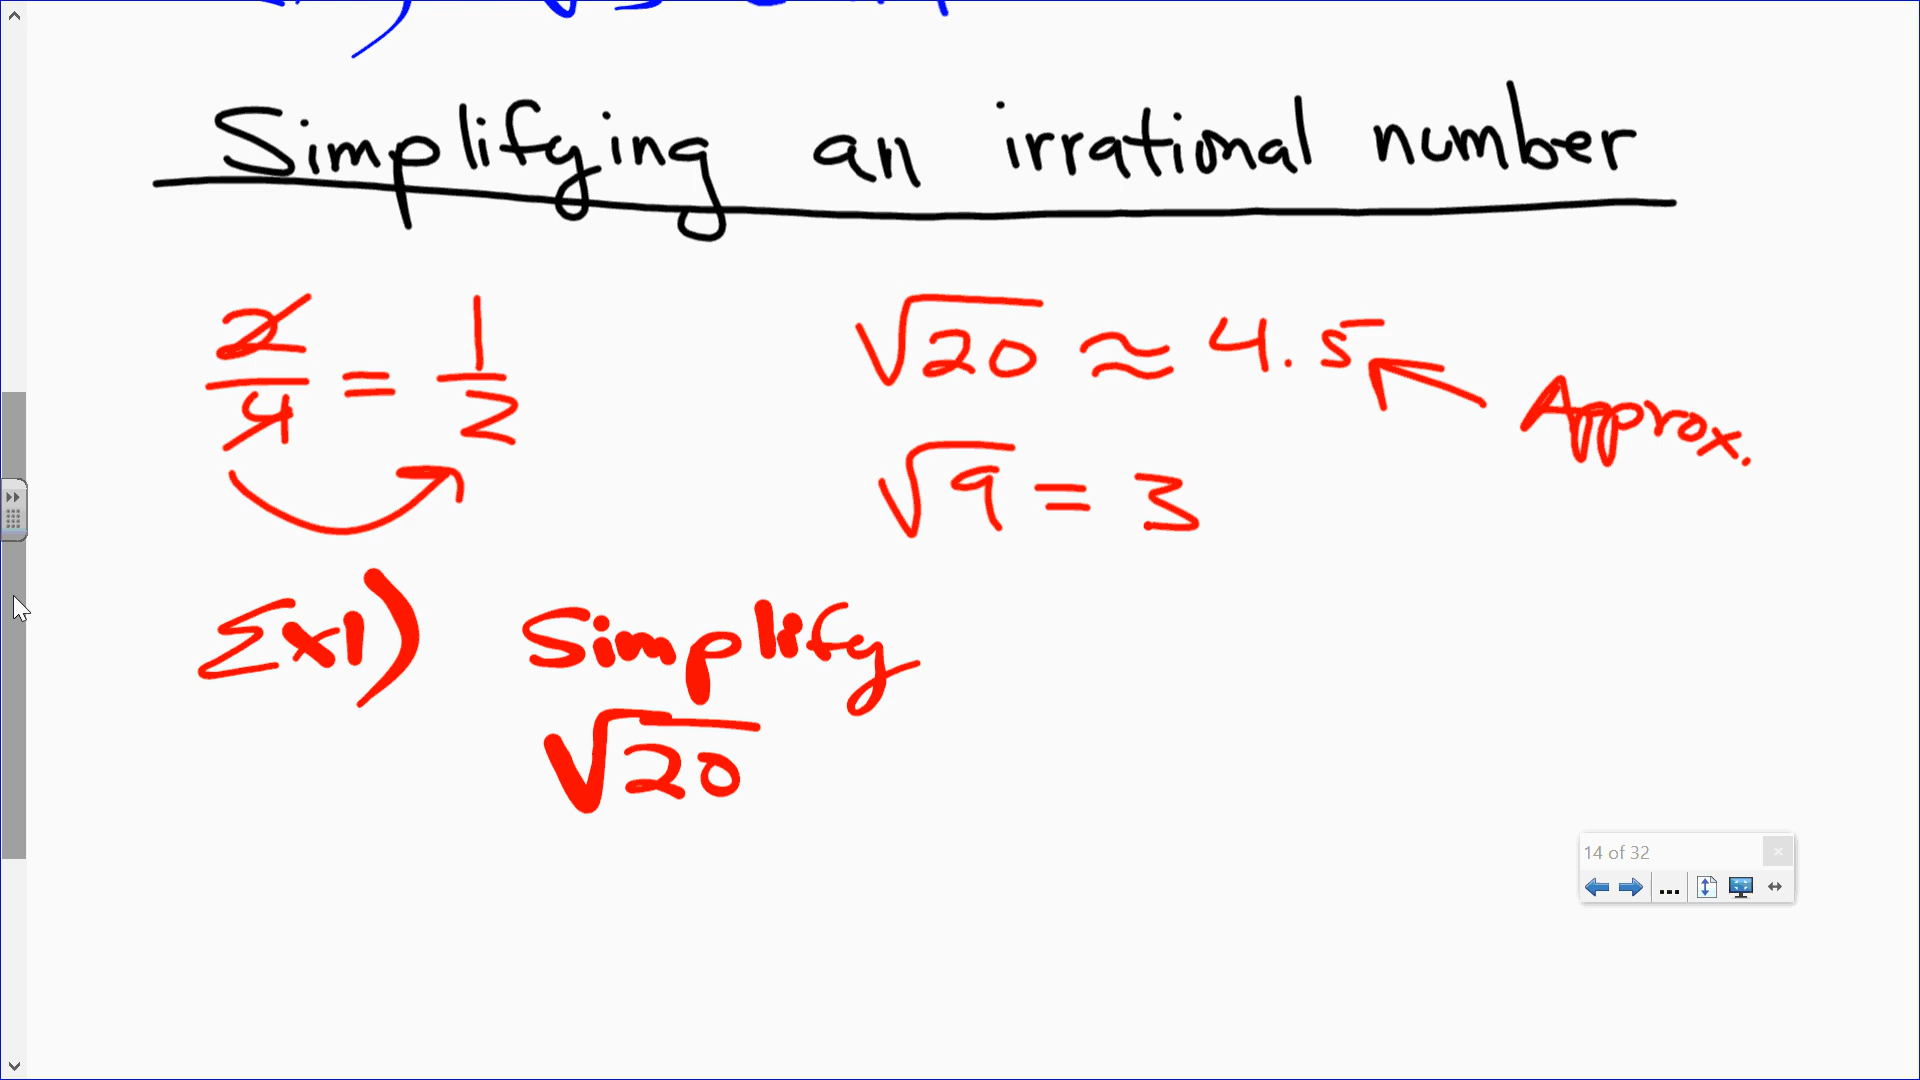 Simplifying an irrational number
2/4 = 1/2
√20 ≈ 4.5
Approx.
√9 = 3
Ex1) Simplify
√20
14 of 32